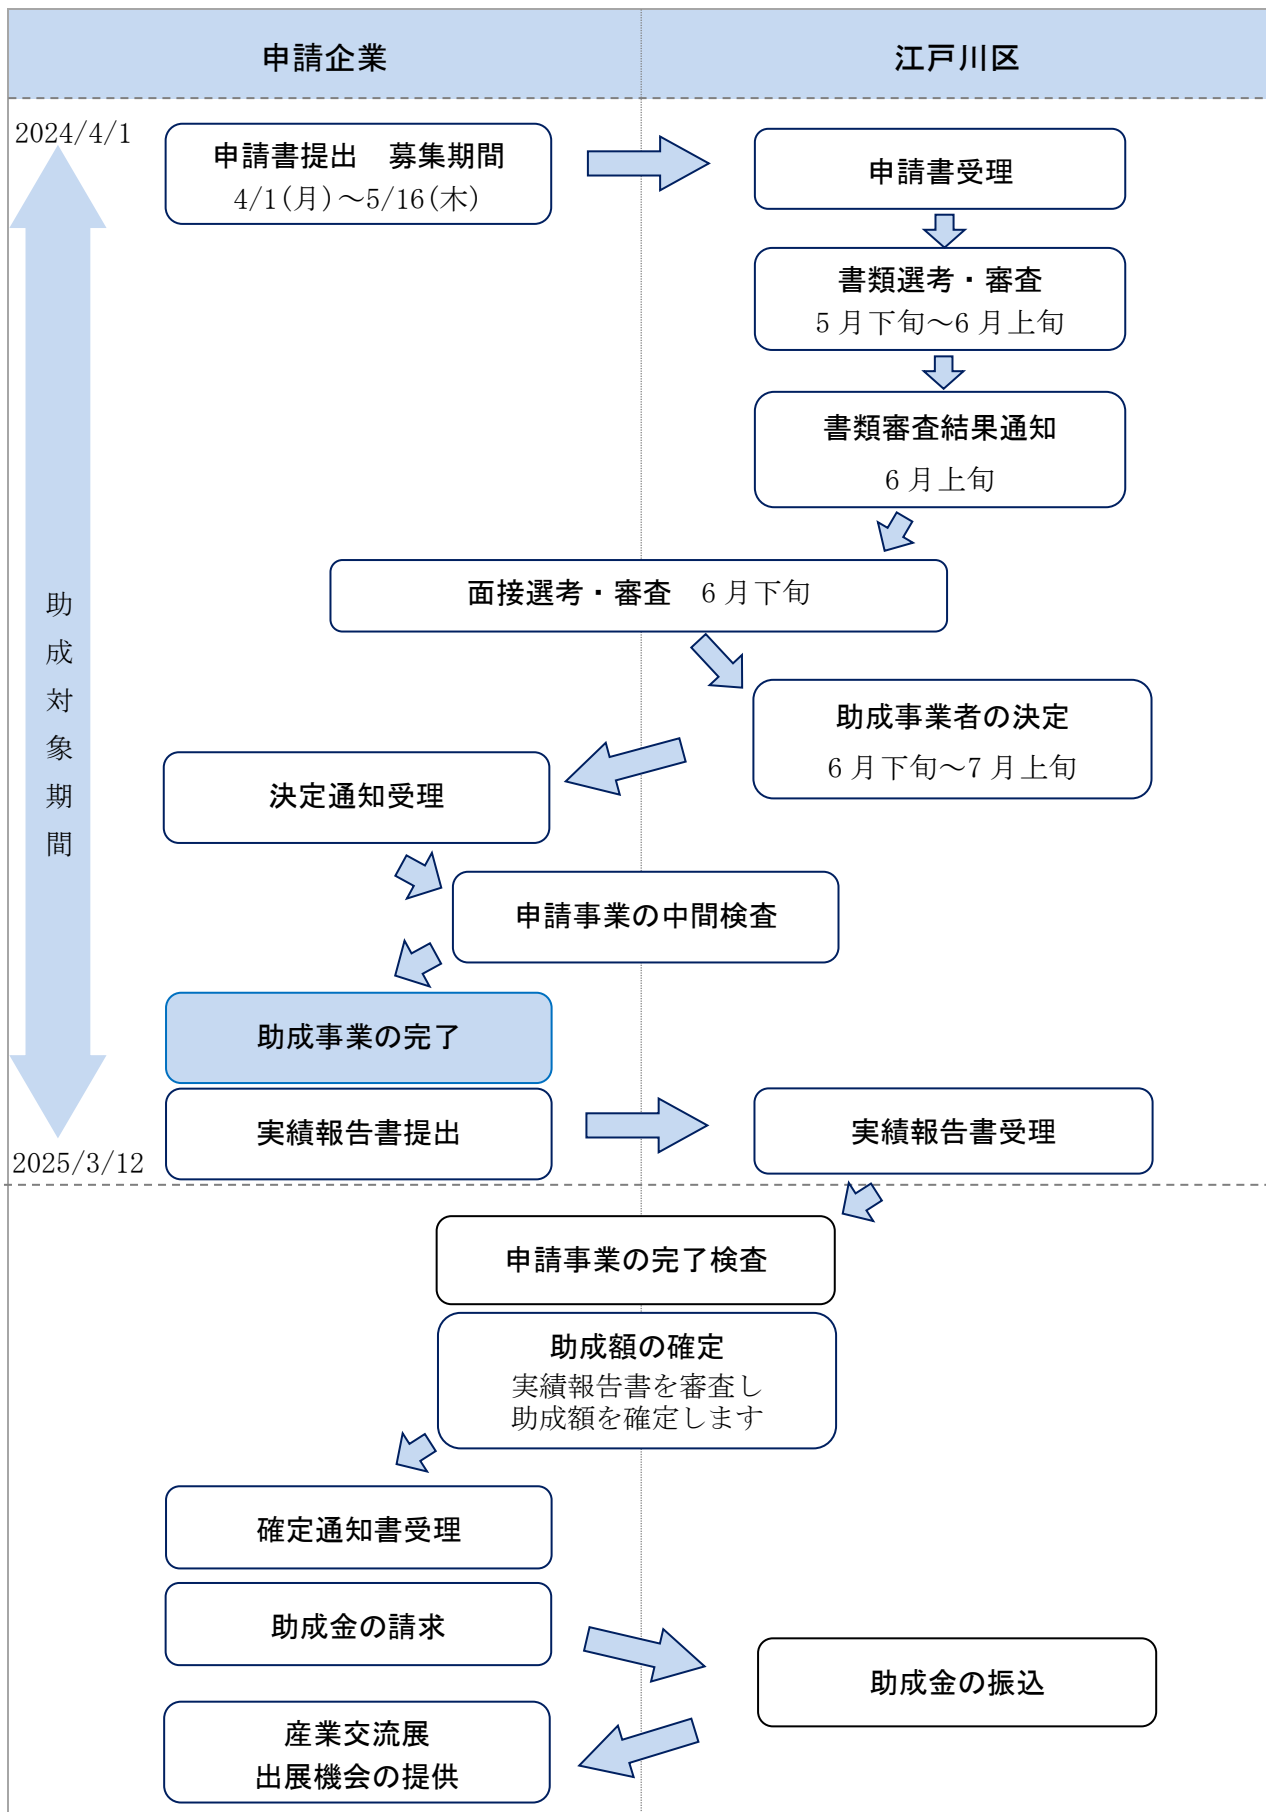 申請企業
江戸川区
2024/4/1
申請書提出　募集期間
4/1(月)～5/16(木)
申請書受理
書類選考・審査
5月下旬～6月上旬
書類審査結果通知
6月上旬
面接選考・審査　6月下旬
助成対象期間
助成事業者の決定
6月下旬～7月上旬
決定通知受理
申請事業の中間検査
助成事業の完了
実績報告書提出
実績報告書受理
2025/3/12
申請事業の完了検査
助成額の確定
実績報告書を審査し
助成額を確定します
確定通知書受理
助成金の請求
助成金の振込
産業交流展
出展機会の提供